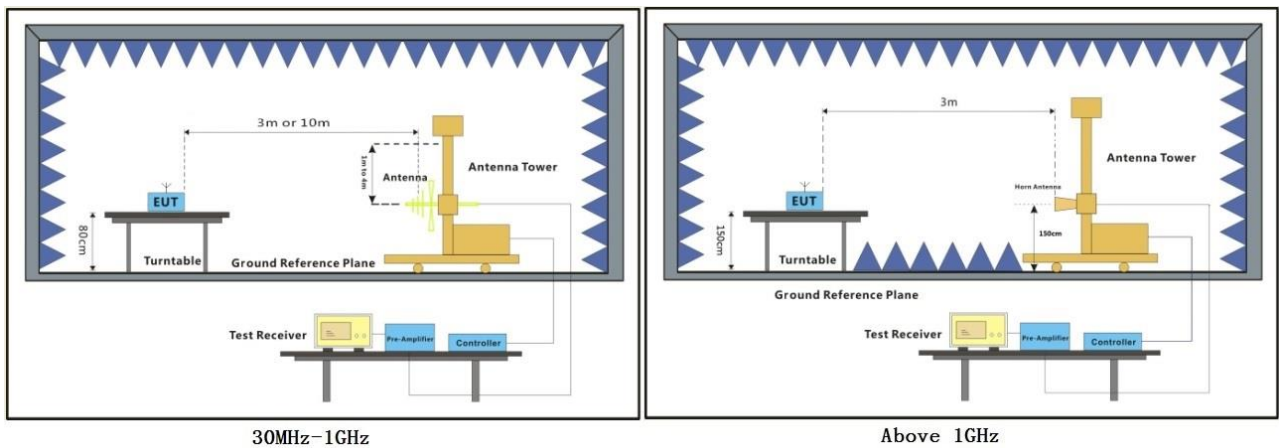 3m or 10m
1m to 4m
Antenna
Antenna Tower
EUT
80cm
Turntable
Ground Reference Plane
Test Receiver
Pre-Amplifier
Controller
30MHz-1GHz
3m
Antenna Tower
Horn Antenna
EUT
150cm
150cm
Turntable
Ground Reference Plane
Test Receiver
Pre-Amplifier
Controller
Above 1GHz